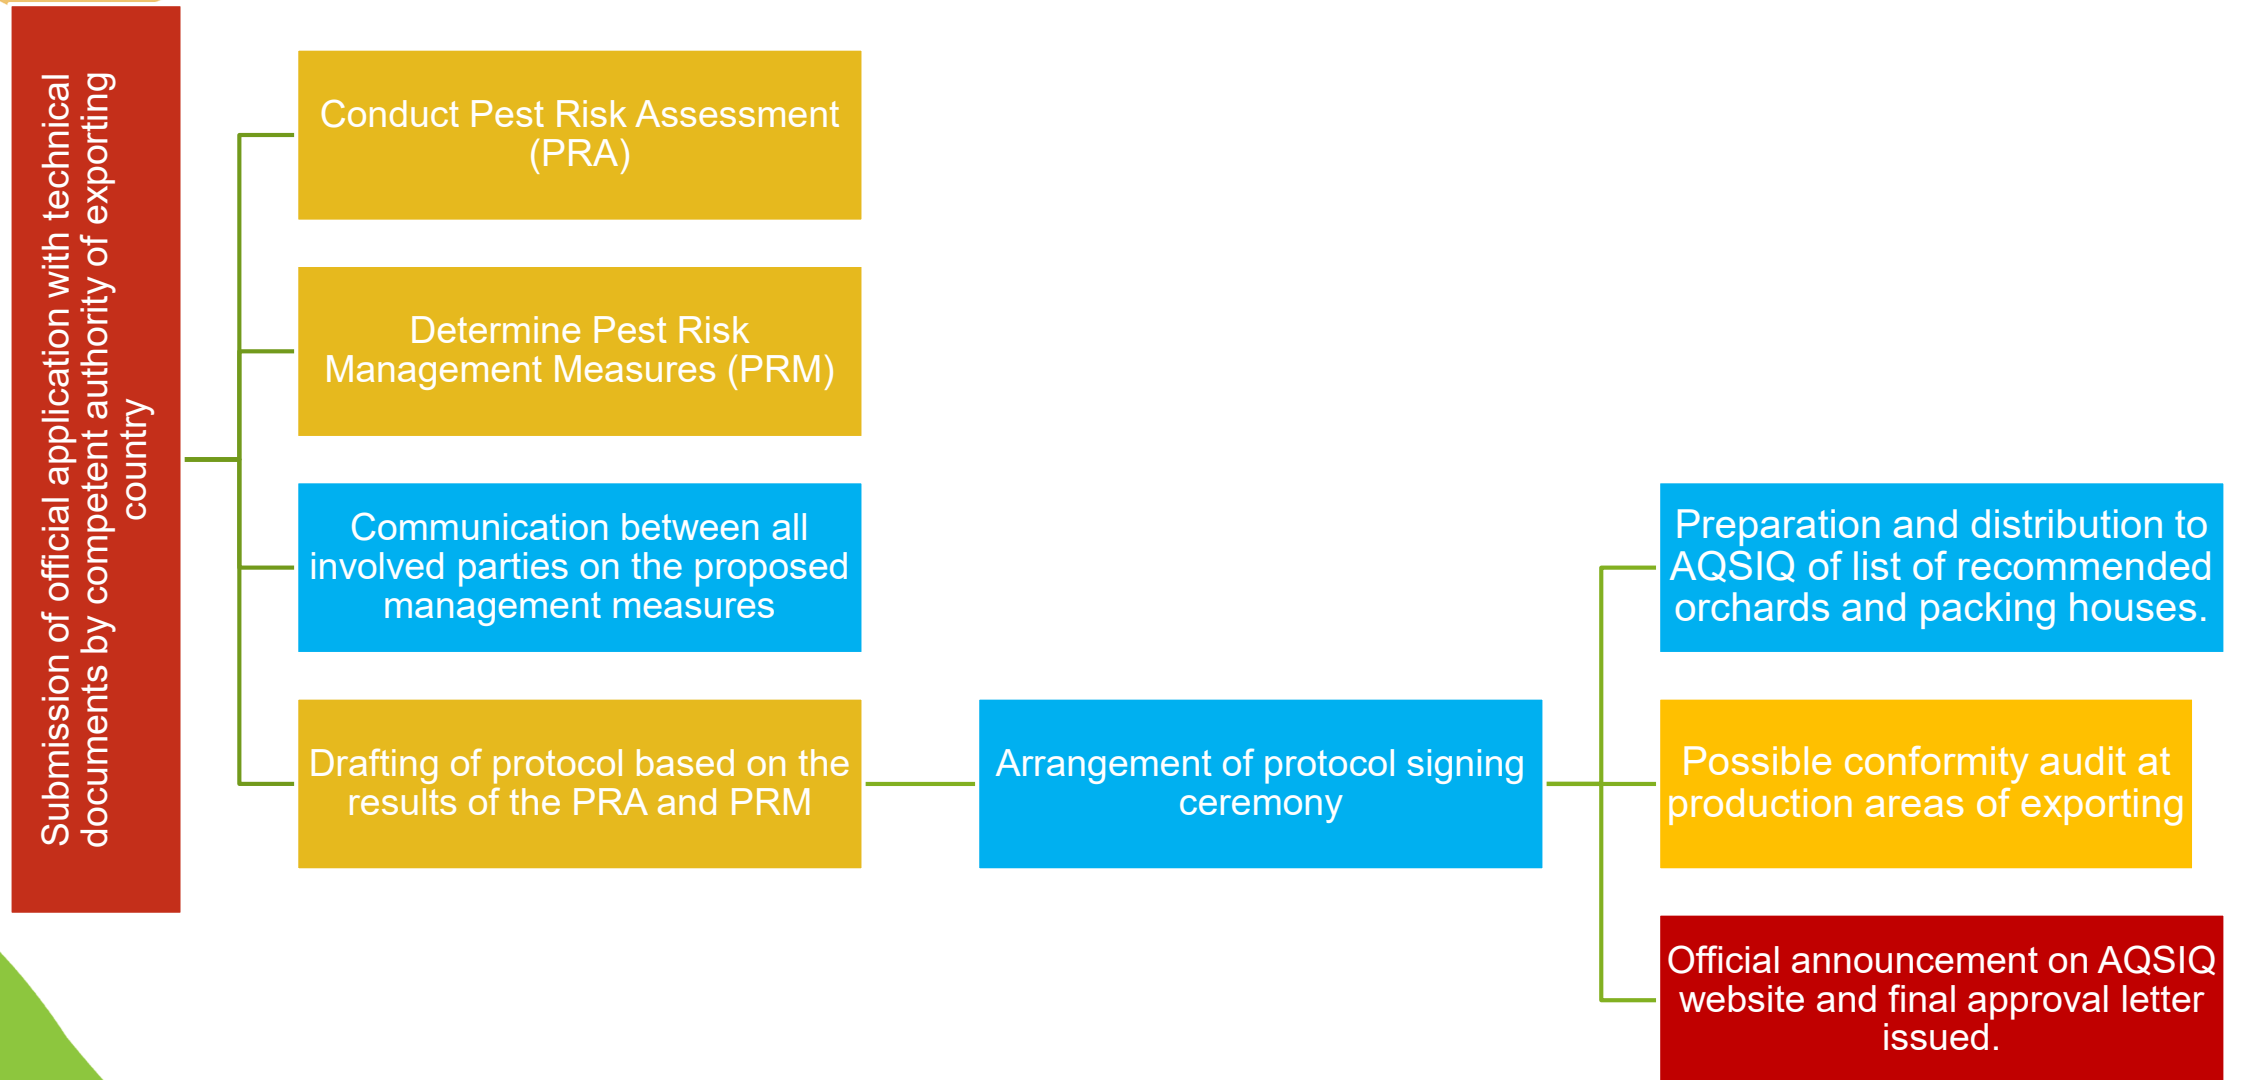 Submission of official application with technical
documents by competent authority of exporting
country
Conduct Pest Risk Assessment
(PRA)
Determine Pest Risk
Management Measures (PRM)
Communication between all
involved parties on the proposed
management measures
Drafting of protocol based on the
results of the PRA and PRM
Arrangement of protocol signing
ceremony
Preparation and distribution to
AQSIQ of list of recommended
orchards and packing houses.
Possible conformity audit at
production areas of exporting
Official announcement on AQSIQ
website and final approval letter
issued.